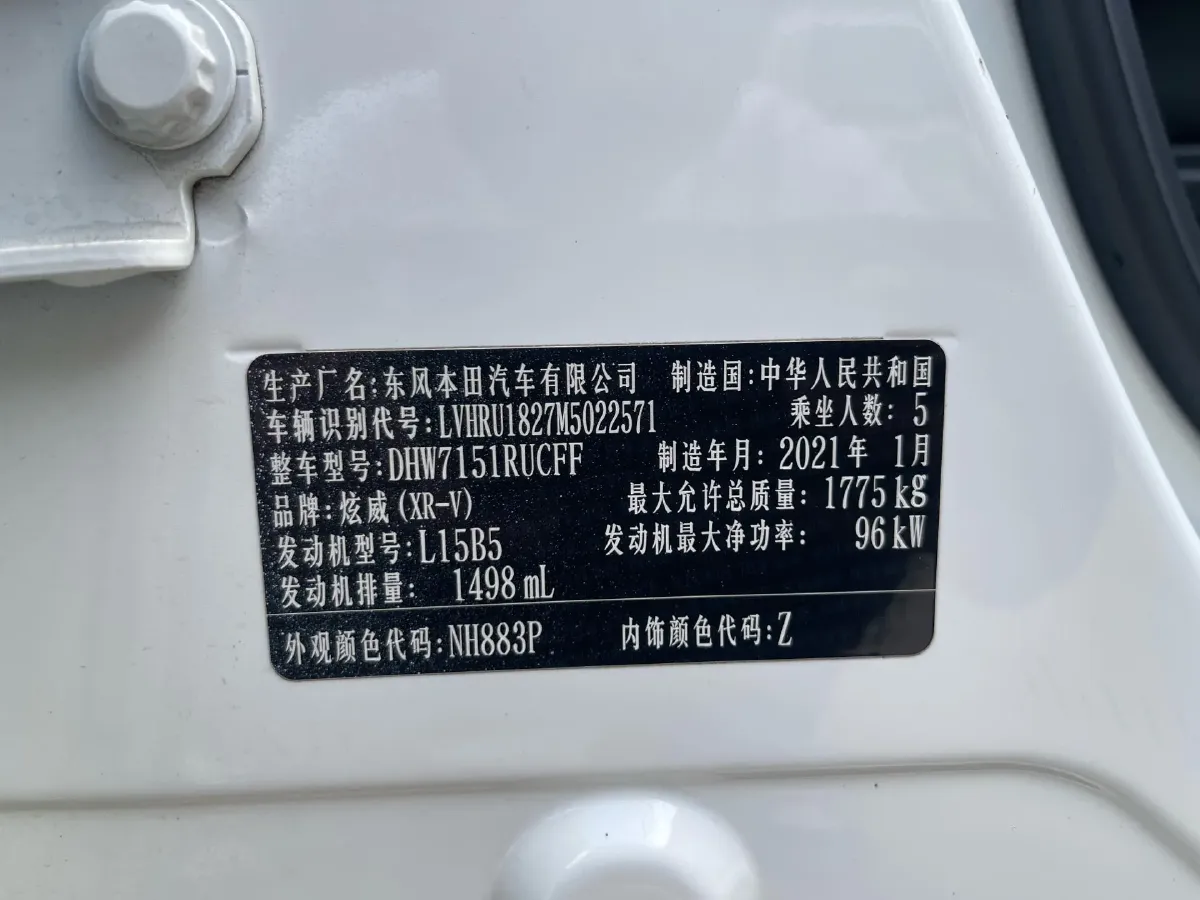 生产厂名:东风本田汽车有限公司 制造国:中华人民共和国
车辆识别代号:LVHRU1827M5022571 乘坐人数: 5
整车型号:DHW7151RUCFF 制造年月: 2021年 1月
品牌:炫威(XR-V) 最大允许总质量: 1775kg
发动机型号:L15B5 发动机最大净功率: 96kW
发动机排量: 1498mL
外观颜色代码:NH883P 内饰颜色代码:Z